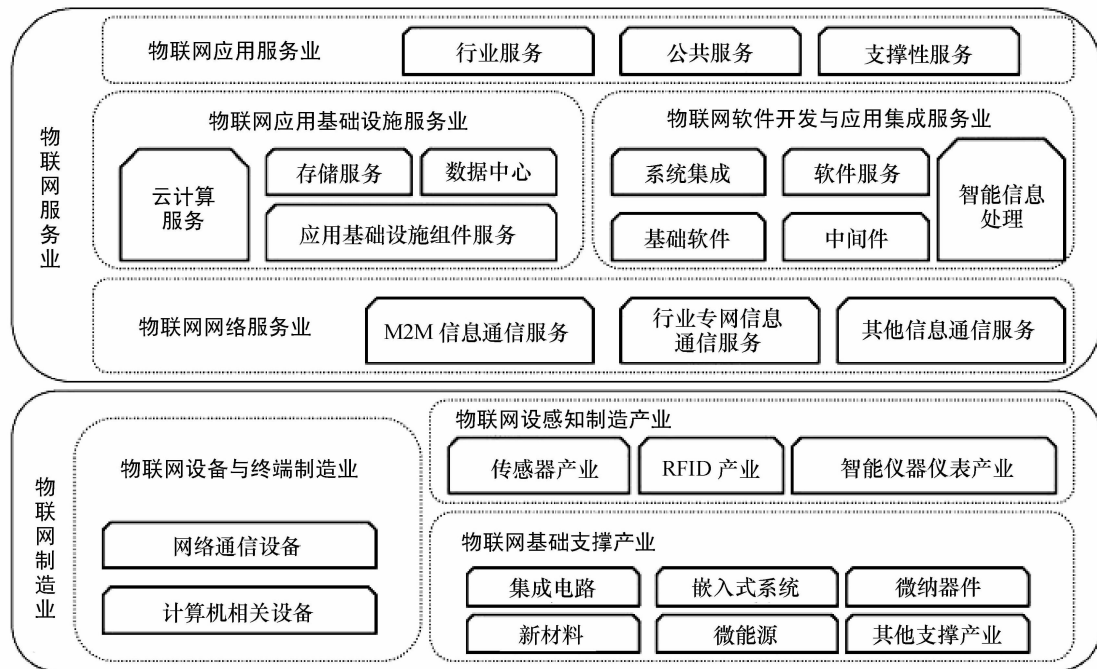 物联网服务业
物联网应用服务业
行业服务
公共服务
支撑性服务
物联网应用基础设施服务业
云计算
服务
存储服务
数据中心
应用基础设施组件服务
物联网软件开发与应用集成服务业
系统集成
软件服务
基础软件
中间件
智能信息
处理
物联网网络服务业
M2M 信息通信服务
行业专网信息
通信服务
其他信息通信服务
物联网制造业
物联网设备与终端制造业
网络通信设备
计算机相关设备
物联网设感知制造产业
传感器产业
RFID 产业
智能仪器仪表产业
物联网基础支撑产业
集成电路
嵌入式系统
微纳器件
新材料
微能源
其他支撑产业